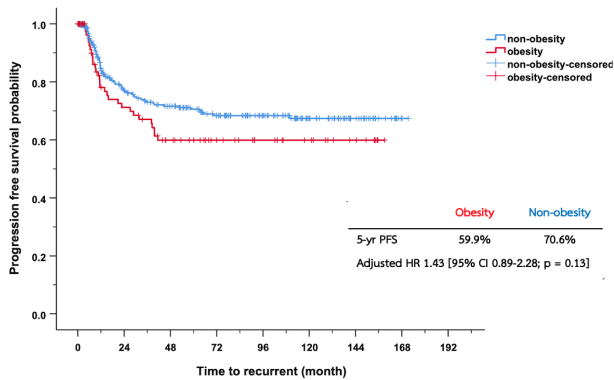 1.0
0.8
0.6
0.4
0.2
0.0
Progression free survival probability
0 24 48 72 96 120 144 168 192
Time to recurrent (month)
non-obesity
obesity
non-obesity-censored
obesity-censored
Obesity Non-obesity
5-yr PFS 59.9% 70.6%
Adjusted HR 1.43 [95% CI 0.89-2.28; p = 0.13]